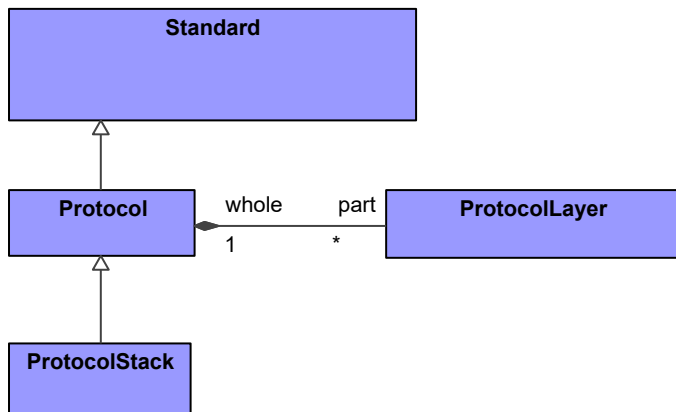 Standard
Protocol
whole
part
ProtocolLayer
1
*
ProtocolStack